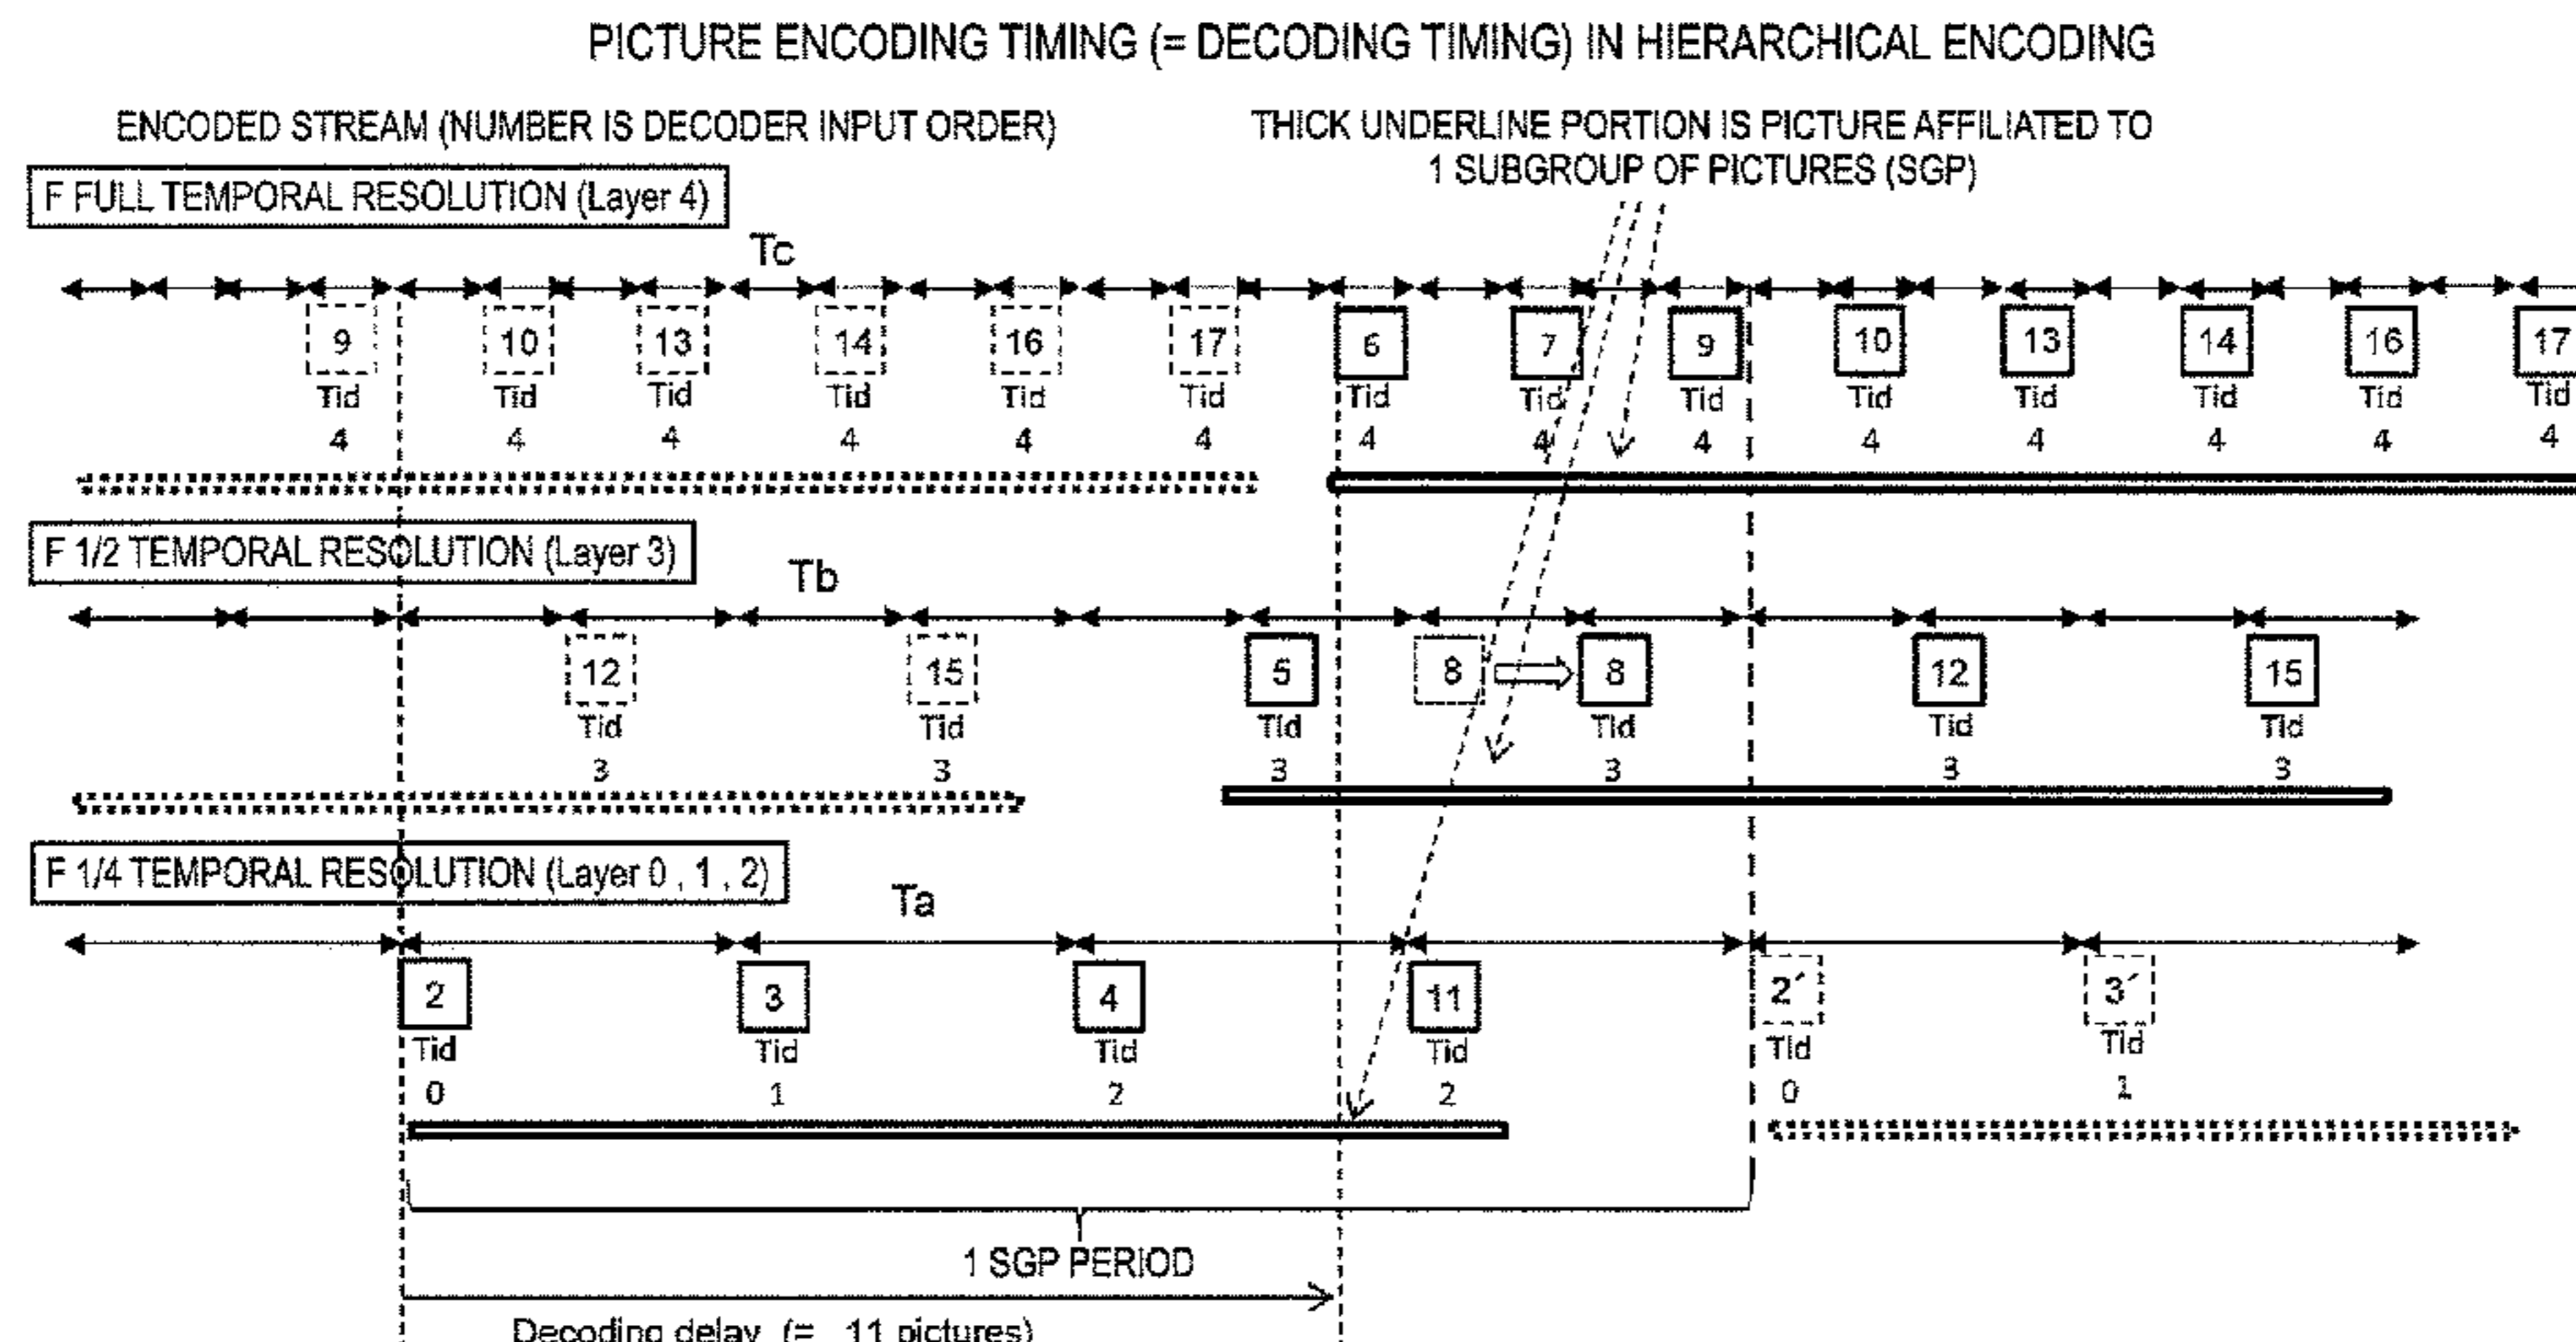 PICTURE ENCODING TIMING (= DECODING TIMING) IN HIERARCHICAL ENCODING
ENCODED STREAM (NUMBER IS DECODER INPUT ORDER)
THICK UNDERLINE PORTION IS PICTURE AFFILIATED TO
1 SUBGROUP OF PICTURES (SGP)
F FULL TEMPORAL RESOLUTION (Layer 4)
Tc
9 10 13 14 16 17 6 7 9 10 13 14 16 17
Tid Tid Tid Tid Tid Tid Tid Tid Tid Tid Tid Tid Tid Tid
4 4 4 4 4 4 4 4 4 4 4 4 4 4
F 1/2 TEMPORAL RESOLUTION (Layer 3)
Tb
12 15 5 8 8 12 15
Tid Tid Tid Tid Tid Tid
3 3 3 3 3 3
F 1/4 TEMPORAL RESOLUTION (Layer 0 , 1 , 2)
Ta
2 3 4 11 2´ 3´
Tid Tid Tid Tid Tid Tid
0 1 2 2 0 1
1 SGP PERIOD
Decoding delay (= 11 pictures)